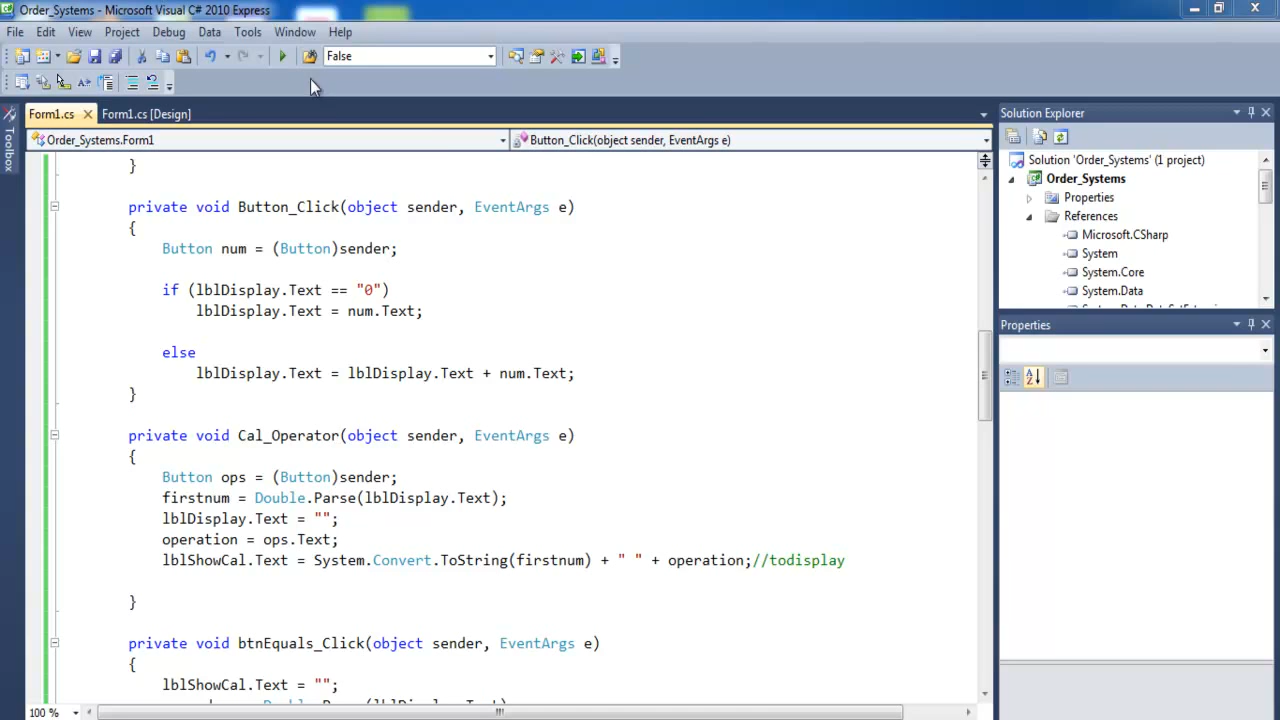 Order_Systems - Microsoft Visual C# 2010 Express
File Edit View Project Debug Data Tools Window Help
False
Form1.cs Form1.cs [Design]
Order_Systems.Form1 Button_Click(object sender, EventArgs e)
Toolbox
}
private void Button_Click(object sender, EventArgs e)
{
Button num = (Button)sender;
if (lblDisplay.Text == "0")
lblDisplay.Text = num.Text;
else
lblDisplay.Text = lblDisplay.Text + num.Text;
}
private void Cal_Operator(object sender, EventArgs e)
{
Button ops = (Button)sender;
firstnum = Double.Parse(lblDisplay.Text);
lblDisplay.Text = "";
operation = ops.Text;
lblShowCal.Text = System.Convert.ToString(firstnum) + " " + operation;//todisplay
}
private void btnEquals_Click(object sender, EventArgs e)
{
lblShowCal.Text = "";
100 %
Solution Explorer
Solution 'Order_Systems' (1 project)
Order_Systems
Properties
References
Microsoft.CSharp
System
System.Core
System.Data
Properties